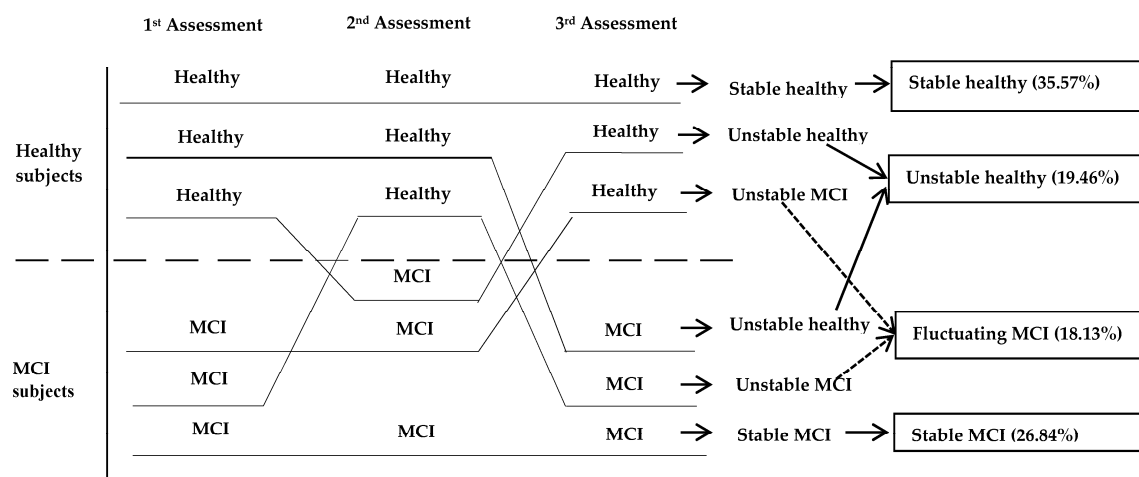 1st Assessment 2nd Assessment 3rd Assessment
Healthy Healthy Healthy Stable healthy Stable healthy (35.57%)
Healthy Healthy Healthy Unstable healthy
Healthy
subjects
Unstable healthy (19.46%)
Healthy Healthy Healthy Unstable MCI
MCI
MCI MCI MCI Unstable healthy Fluctuating MCI (18.13%)
MCI
subjects
MCI MCI Unstable MCI
MCI MCI MCI Stable MCI Stable MCI (26.84%)